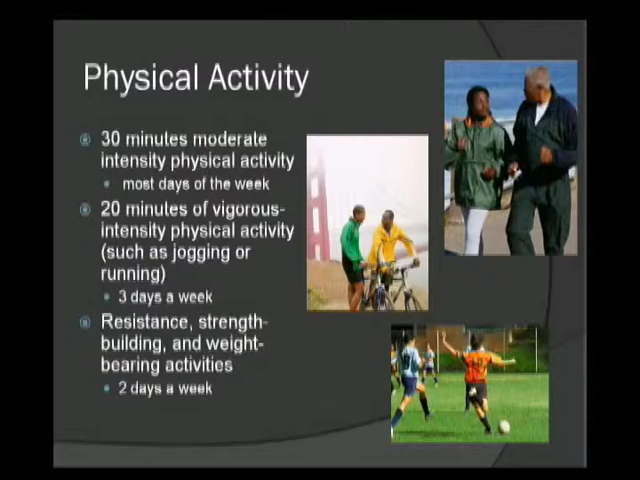 Physical Activity
30 minutes moderate
intensity physical activity
most days of the week
20 minutes of vigorous-
intensity physical activity
(such as jogging or
running)
3 days a week
Resistance, strength-
building, and weight-
bearing activities
2 days a week